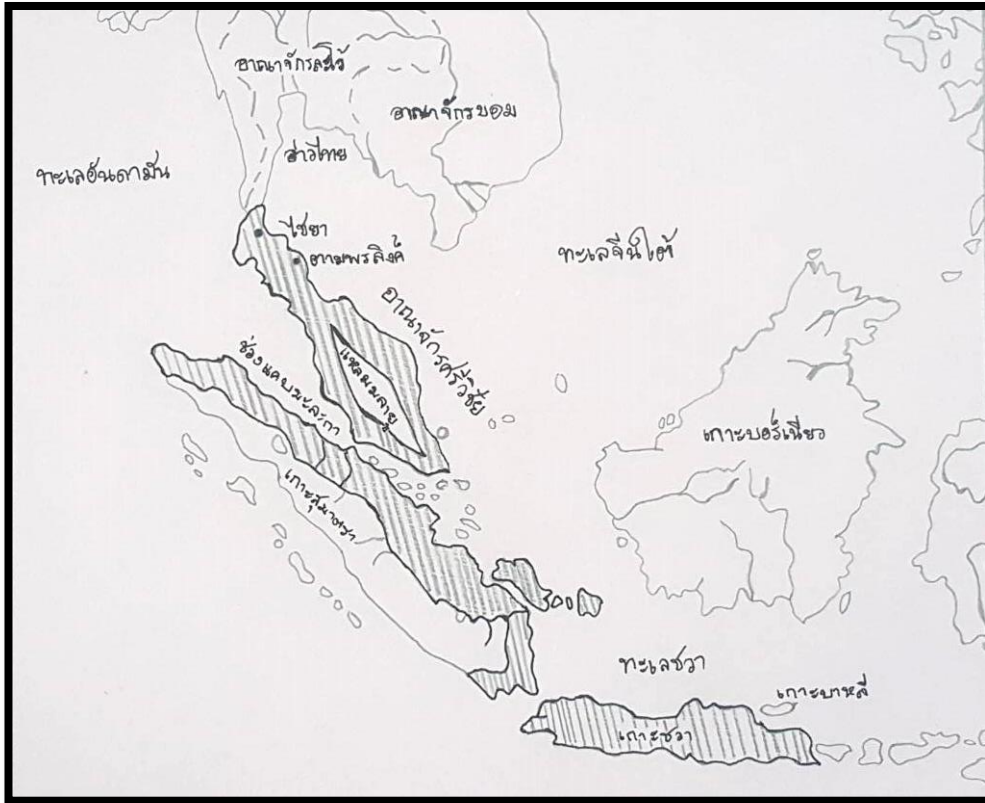 อาณาจักรละโว้
อาณาจักรขอม
อ่าวไทย
ทะเลอันดามัน
ไชยา
ตามพรลิงค์
ทะเลจีนใต้
อาณาจักรศรีวิชัย
ช่องแคบมะละกา
แหลมมลายู
เกาะบอร์เนียว
เกาะสุมาตรา
ทะเลชวา
เกาะบาหลี
เกาะชวา